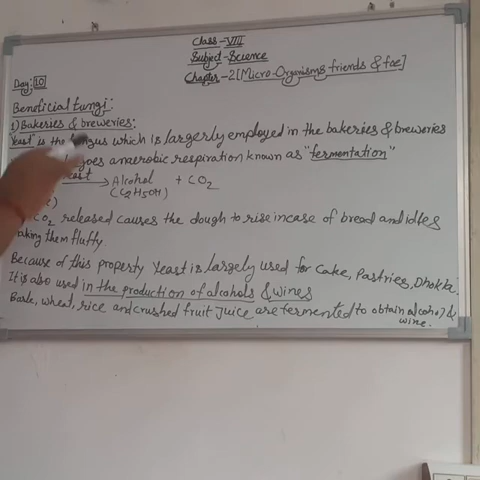 Class-VIII
Subject-Science
Chapter-2[Micro-Organisms friends & foe]
Day:10
Beneficial Fungi:
1) Bakeries & breweries:
Yeast is the fungus which is largerly employed in the bakeries & breweries
goes anaerobic respiration known as "fermentation"
Alcohol + CO2
(C2H5OH)
CO2 released causes the dough to rise incase of bread and idles
making them fluffy.
Because of this property Yeast is largely used for Cake, Pastries, Dhokla.
It is also used in the production of alcohols & wines
wheat, rice and crushed fruit juice are fermented to obtain alcohol &
wine.